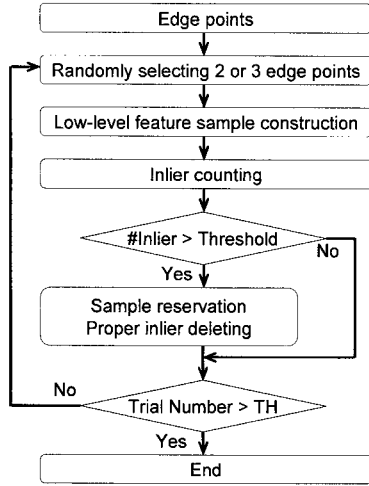 Edge points
Randomly selecting 2 or 3 edge points
Low-level feature sample construction
Inlier counting
#Inlier > Threshold
No
Yes
Sample reservation
Proper inlier deleting
No
Trial Number > TH
Yes
End